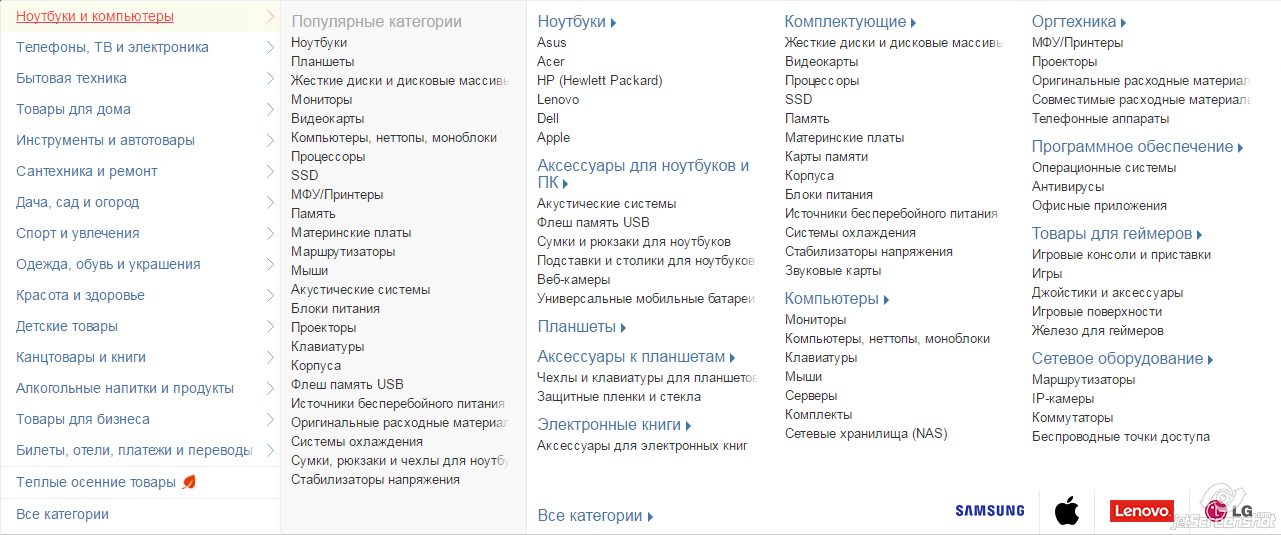 Ноутбуки и компьютеры
Телефоны, ТВ и электроника
Бытовая техника
Товары для дома
Инструменты и автотовары
Сантехника и ремонт
Дача, сад и огород
Спорт и увлечения
Одежда, обувь и украшения
Красота и здоровье
Детские товары
Канцтовары и книги
Алкогольные напитки и продукты
Товары для бизнеса
Билеты, отели, платежи и переводы
Теплые осенние товары
Все категории
Популярные категории
Ноутбуки
Планшеты
Жесткие диски и дисковые массивы
Мониторы
Видеокарты
Компьютеры, неттопы, моноблоки
Процессоры
SSD
МФУ/Принтеры
Память
Материнские платы
Маршрутизаторы
Мыши
Акустические системы
Блоки питания
Проекторы
Клавиатуры
Корпуса
Флеш память USB
Источники бесперебойного питания
Оригинальные расходные материал
Системы охлаждения
Сумки, рюкзаки и чехлы для ноутбу
Стабилизаторы напряжения
Ноутбуки
Asus
Acer
HP (Hewlett Packard)
Lenovo
Dell
Apple
Аксессуары для ноутбуков и
ПК
Акустические системы
Флеш память USB
Сумки и рюкзаки для ноутбуков
Подставки и столики для ноутбуков
Веб-камеры
Универсальные мобильные батареи
Планшеты
Аксессуары к планшетам
Чехлы и клавиатуры для планшетов
Защитные пленки и стекла
Электронные книги
Аксессуары для электронных книг
Все категории
Комплектующие
Жесткие диски и дисковые массивы
Видеокарты
Процессоры
SSD
Память
Материнские платы
Карты памяти
Корпуса
Блоки питания
Источники бесперебойного питания
Системы охлаждения
Стабилизаторы напряжения
Звуковые карты
Компьютеры
Мониторы
Компьютеры, неттопы, моноблоки
Клавиатуры
Мыши
Серверы
Комплекты
Сетевые хранилища (NAS)
Оргтехника
МФУ/Принтеры
Проекторы
Оригинальные расходные материал
Совместимые расходные материаль
Телефонные аппараты
Программное обеспечение
Операционные системы
Антивирусы
Офисные приложения
Товары для геймеров
Игровые консоли и приставки
Игры
Джойстики и аксессуары
Игровые поверхности
Железо для геймеров
Сетевое оборудование
Маршрутизаторы
IP-камеры
Коммутаторы
Беспроводные точки доступа
SAMSUNG
Lenovo
LG
jetScreenshot.com